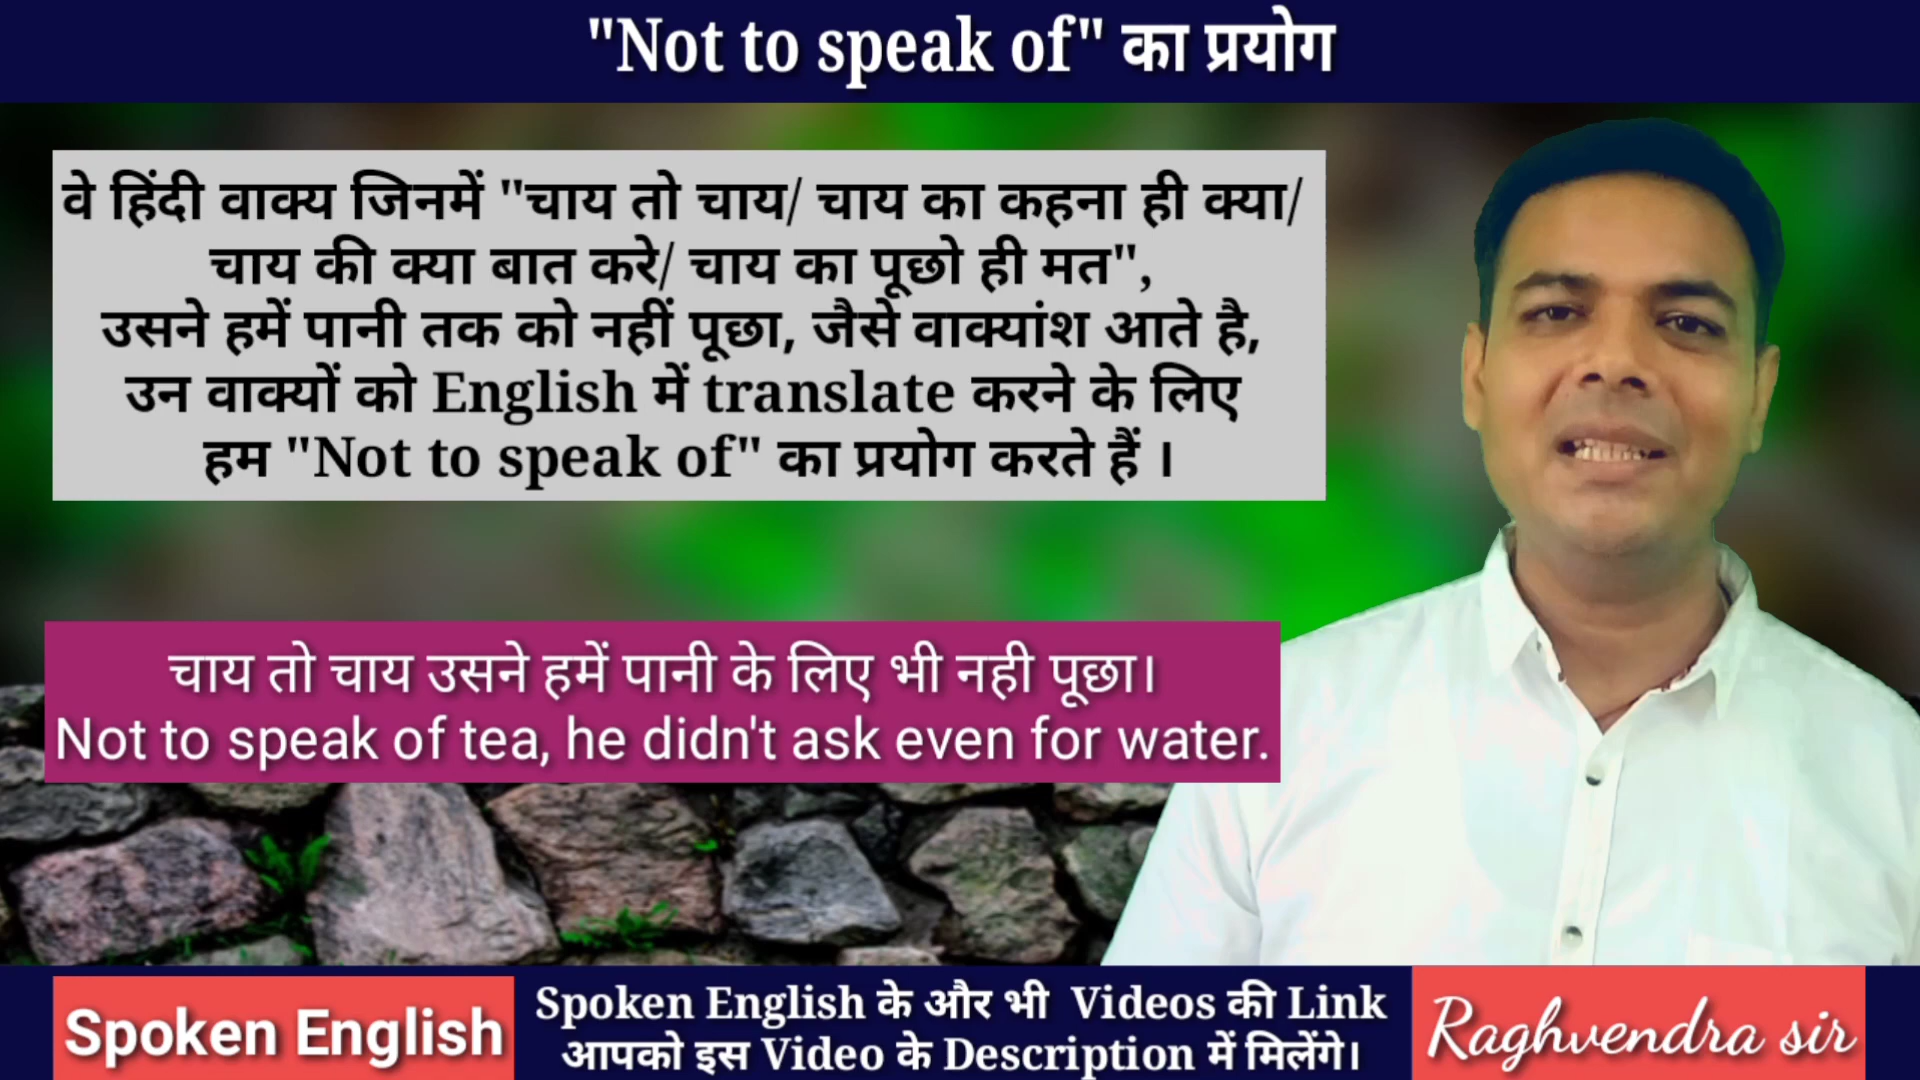 "Not to speak of" का प्रयोग
वे हिंदी वाक्य जिनमें "चाय तो चाय/ चाय का कहना ही क्या/
चाय की क्या बात करे/ चाय का पूछो ही मत",
उसने हमें पानी तक को नहीं पूछा, जैसे वाक्यांश आते है,
उन वाक्यों को English में translate करने के लिए
हम "Not to speak of" का प्रयोग करते हैं ।
चाय तो चाय उसने हमें पानी के लिए भी नही पूछा।
Not to speak of tea, he didn't ask even for water.
Spoken English
Spoken English के और भी Videos की Link
आपको इस Video के Description में मिलेंगे।
Raghvendra sir